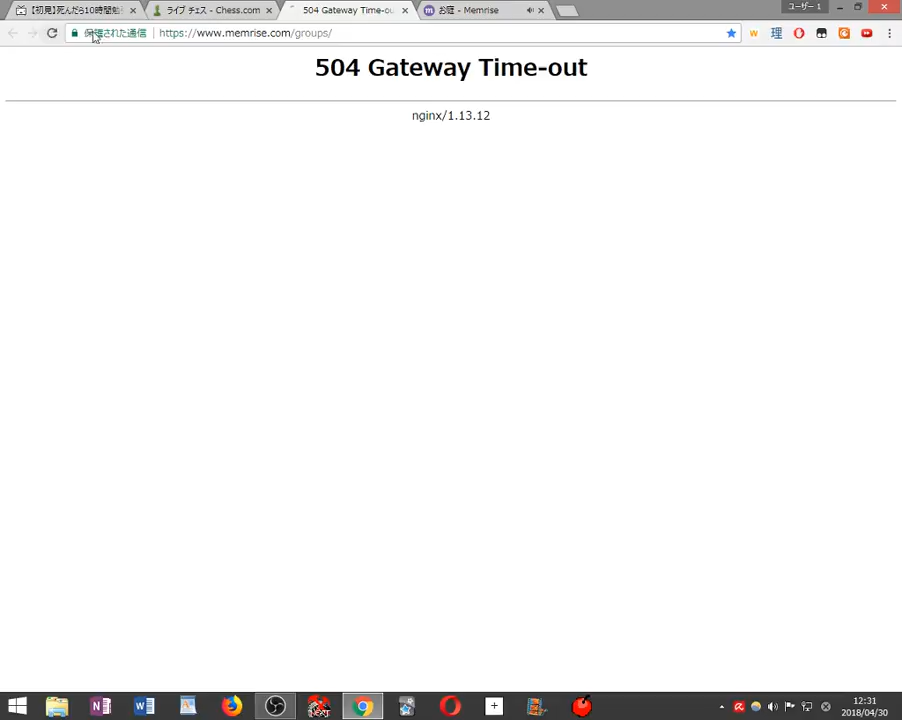 【初見】死んだら10時間勉
ライブ チェス - Chess.com
504 Gateway Time-ou
お庭 - Memrise
ユーザー 1
保護された通信
https://www.memrise.com/groups/
504 Gateway Time-out
nginx/1.13.12
12:31
2018/04/30